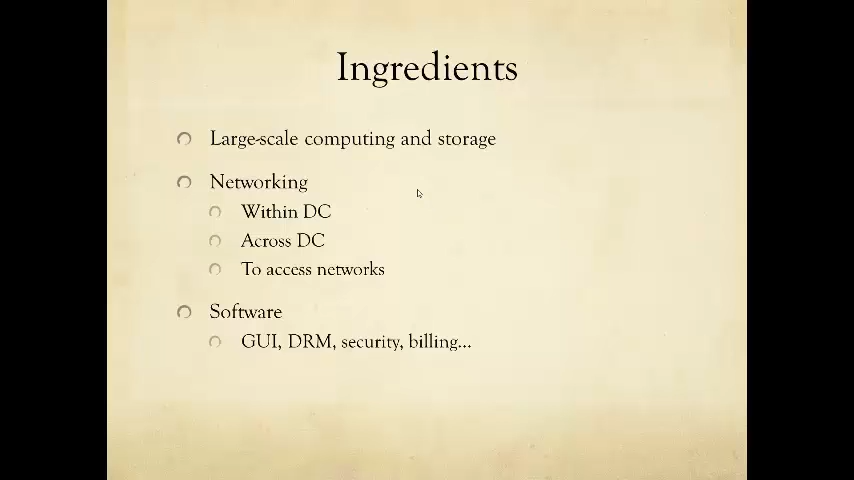 Ingredients
Large-scale computing and storage
Networking
Within DC
Across DC
To access networks
Software
GUI, DRM, security, billing...